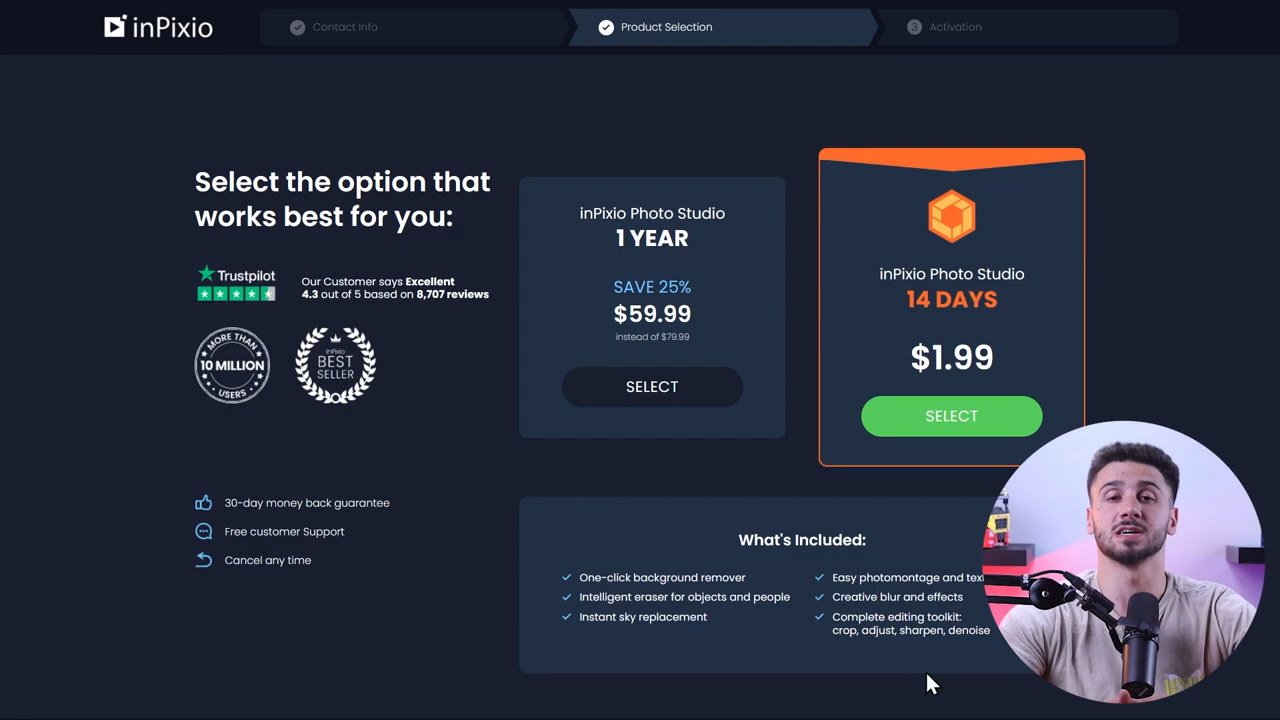 inPixio
Contact Info
Product Selection
3
Activation
Select the option that
works best for you:
Trustpilot
Our Customer says Excellent
4.3 out of 5 based on 8,707 reviews
MORE THAN
10 MILLION
USERS
inPixio
BEST
SELLER
30-day money back guarantee
Free customer Support
Cancel any time
inPixio Photo Studio
1 YEAR
SAVE 25%
$59.99
instead of $79.99
SELECT
inPixio Photo Studio
14 DAYS
$1.99
SELECT
What's Included:
One-click background remover
Intelligent eraser for objects and people
Instant sky replacement
Easy photomontage and text
Creative blur and effects
Complete editing toolkit:
crop, adjust, sharpen, denoise